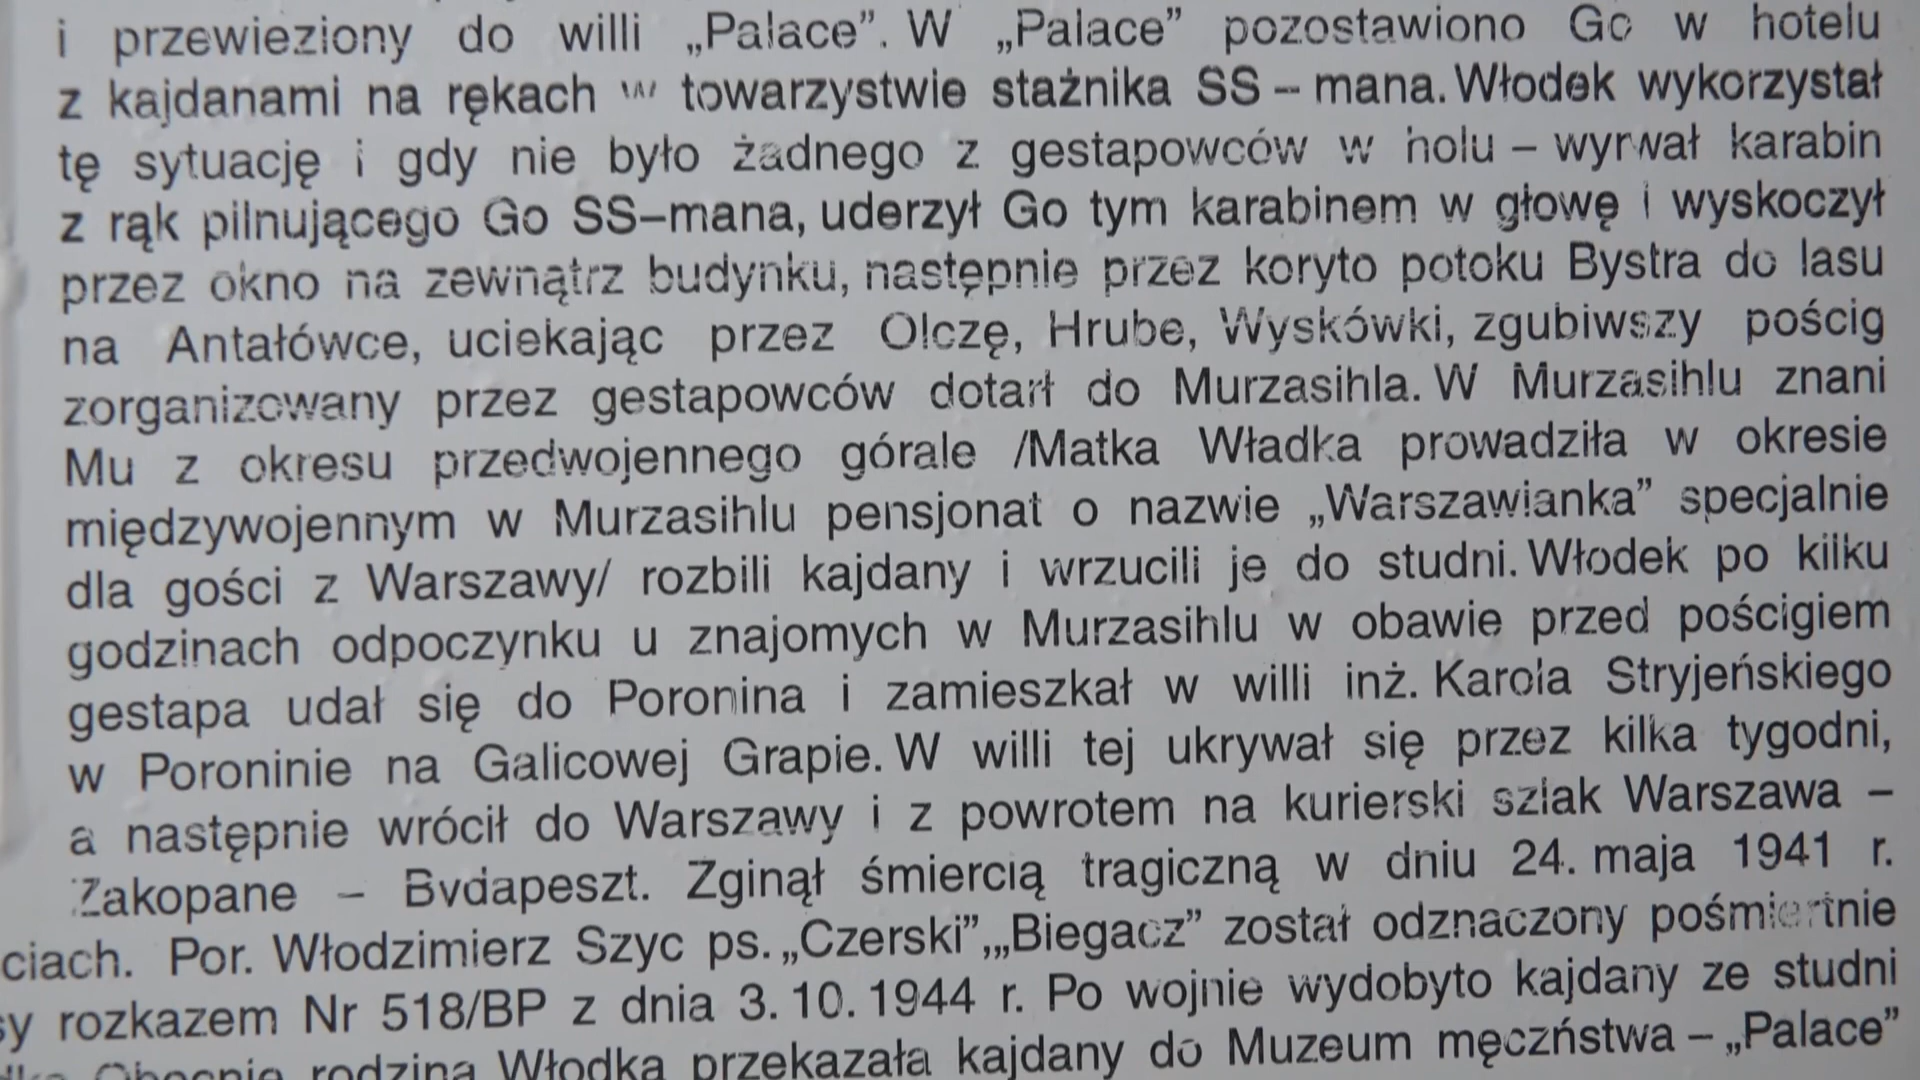 i przewieziony do willi „Palace”. W „Palace” pozostawiono Go w hotelu
z kajdanami na rękach w towarzystwie stażnika SS – mana. Włodek wykorzystał
tę sytuację i gdy nie było żadnego z gestapowców w holu – wyrwał karabin
z rąk pilnującego Go SS–mana, uderzył Go tym karabinem w głowę i wyskoczył
przez okno na zewnątrz budynku, następnie przez koryto potoku Bystra do lasu
na Antałówce, uciekając przez Olczę, Hrube, Wyskówki, zgubiwszy pościg
zorganizowany przez gestapowców dotarł do Murzasihla. W Murzasihlu znani
Mu z okresu przedwojennego górale /Matka Władka prowadziła w okresie
międzywojennym w Murzasihlu pensjonat o nazwie „Warszawianka” specjalnie
dla gości z Warszawy/ rozbili kajdany i wrzucili je do studni. Włodek po kilku
godzinach odpoczynku u znajomych w Murzasihlu w obawie przed pościgiem
gestapa udał się do Poronina i zamieszkał w willi inż. Karola Stryjeńskiego
w Poroninie na Galicowej Grapie. W willi tej ukrywał się przez kilka tygodni,
a następnie wrócił do Warszawy i z powrotem na kurierski szlak Warszawa –
Zakopane – Bvdapeszt. Zginął śmiercią tragiczną w dniu 24. maja 1941 r.
ciach. Por. Włodzimierz Szyc ps. „Czerski”,„Biegacz” został odznaczony pośmiertnie
sy rozkazem Nr 518/BP z dnia 3. 10. 1944 r. Po wojnie wydobyto kajdany ze studni
Obecnie rodzina Włodka przekazała kajdany do Muzeum męczństwa – „Palace”